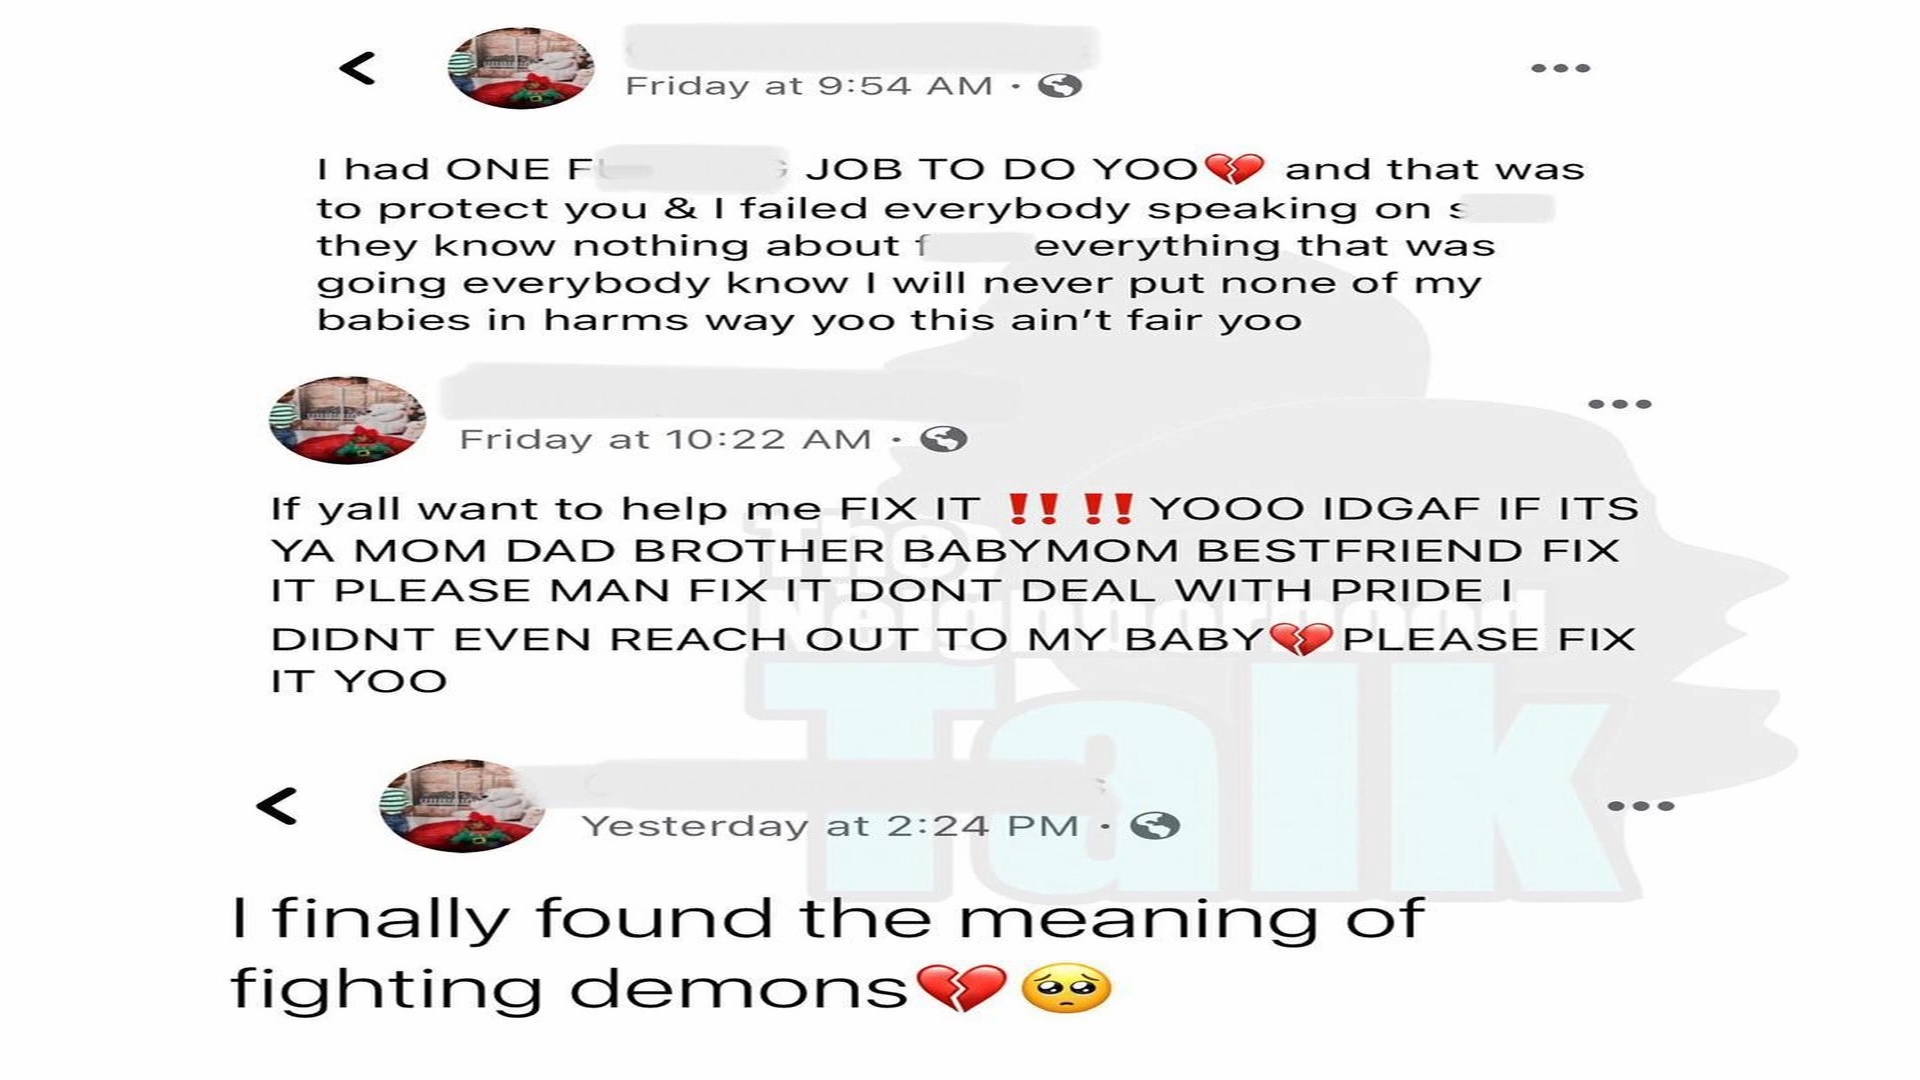 Friday at 9:54 AM ·
I had ONE JOB TO DO YOO💔 and that was
to protect you & I failed everybody speaking on
they know nothing about everything that was
going everybody know I will never put none of my
babies in harms way yoo this ain't fair yoo
Friday at 10:22 AM ·
If yall want to help me FIX IT ‼️ ‼️ YOOO IDGAF IF ITS
YA MOM DAD BROTHER BABYMOM BESTFRIEND FIX
IT PLEASE MAN FIX IT DONT DEAL WITH PRIDE I
DIDNT EVEN REACH OUT TO MY BABY💔PLEASE FIX
IT YOO
The
Neighborhood
Talk
Yesterday at 2:24 PM ·
I finally found the meaning of
fighting demons💔🥺